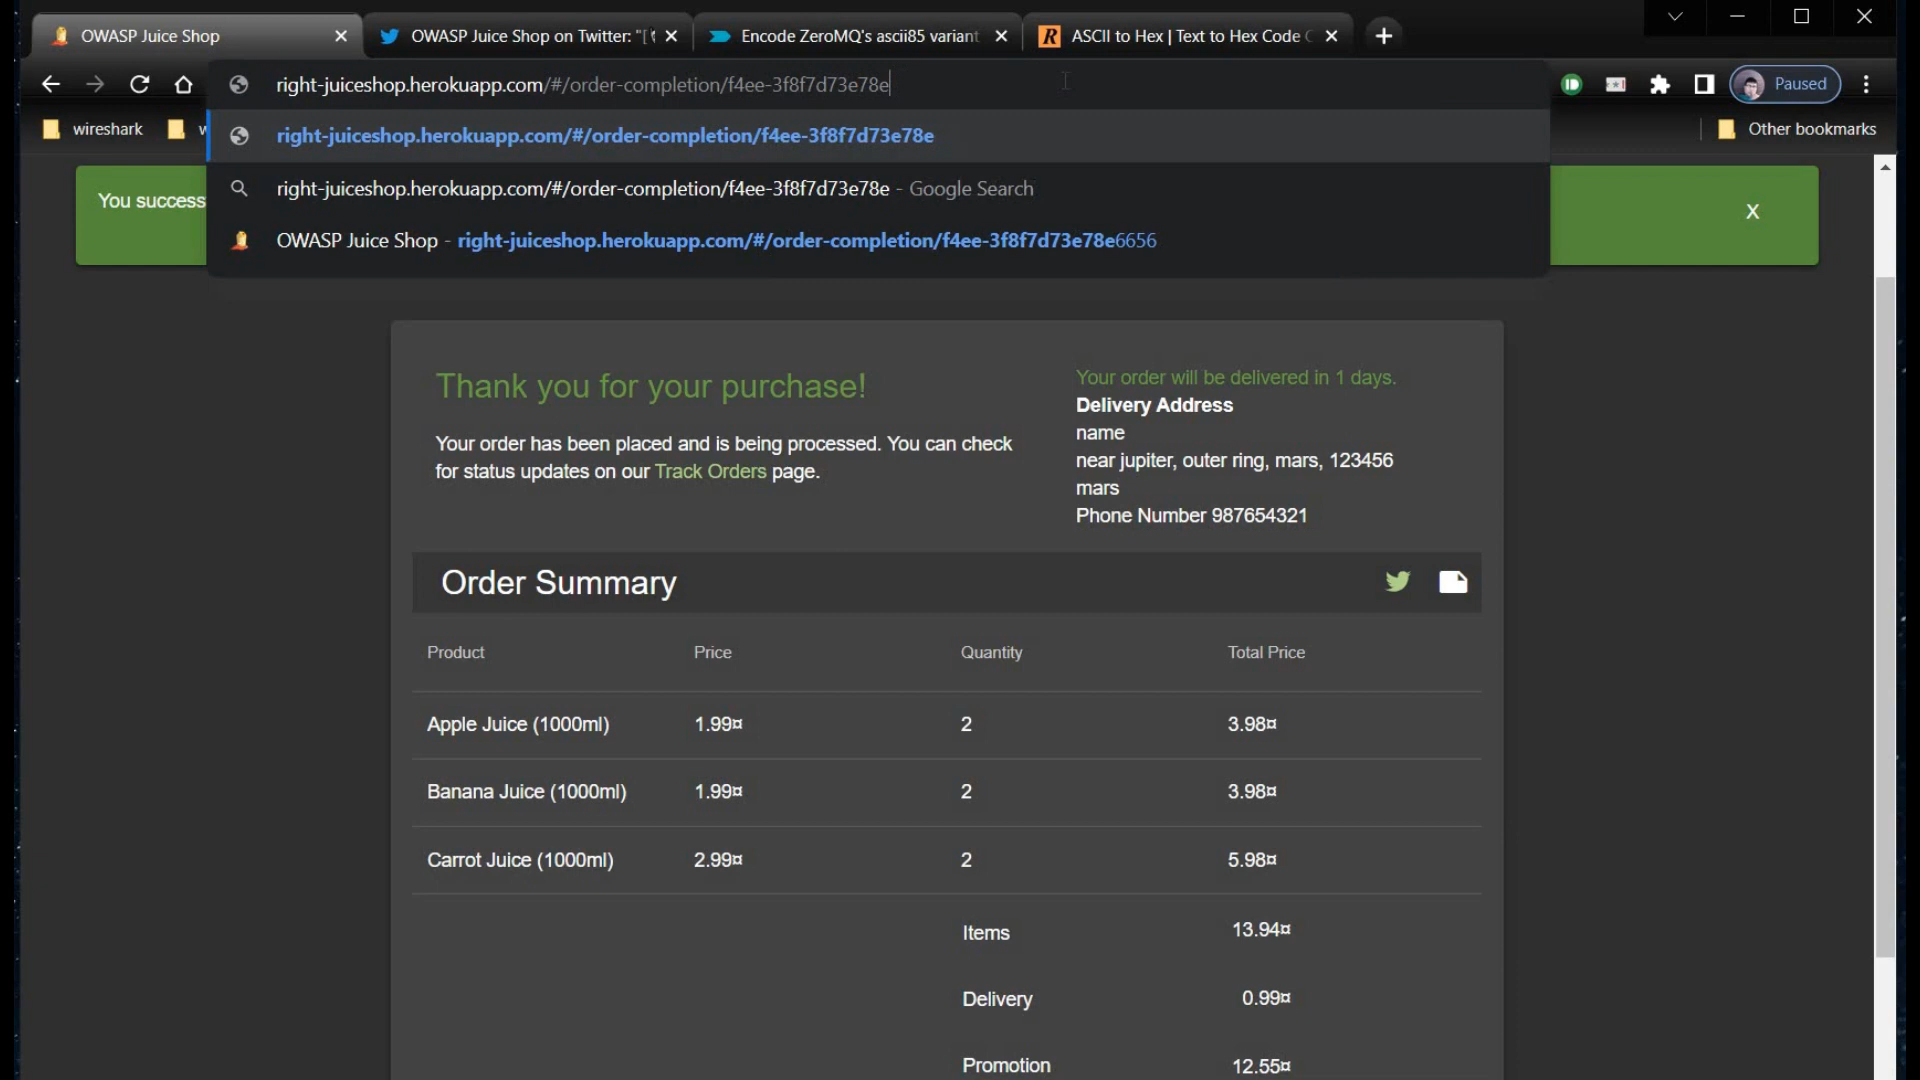 OWASP Juice Shop
OWASP Juice Shop on Twitter: "[
Encode ZeroMQ's ascii85 variant
ASCII to Hex | Text to Hex Code C
right-juiceshop.herokuapp.com/#/order-completion/f4ee-3f8f7d73e78e
Paused
wireshark
w
Other bookmarks
right-juiceshop.herokuapp.com/#/order-completion/f4ee-3f8f7d73e78e
right-juiceshop.herokuapp.com/#/order-completion/f4ee-3f8f7d73e78e - Google Search
OWASP Juice Shop - right-juiceshop.herokuapp.com/#/order-completion/f4ee-3f8f7d73e78e6656
You success
X
Thank you for your purchase!
Your order has been placed and is being processed. You can check
for status updates on our Track Orders page.
Your order will be delivered in 1 days.
Delivery Address
name
near jupiter, outer ring, mars, 123456
mars
Phone Number 987654321
Order Summary
Product Price Quantity Total Price
Apple Juice (1000ml) 1.99¤ 2 3.98¤
Banana Juice (1000ml) 1.99¤ 2 3.98¤
Carrot Juice (1000ml) 2.99¤ 2 5.98¤
Items 13.94¤
Delivery 0.99¤
Promotion 12.55¤